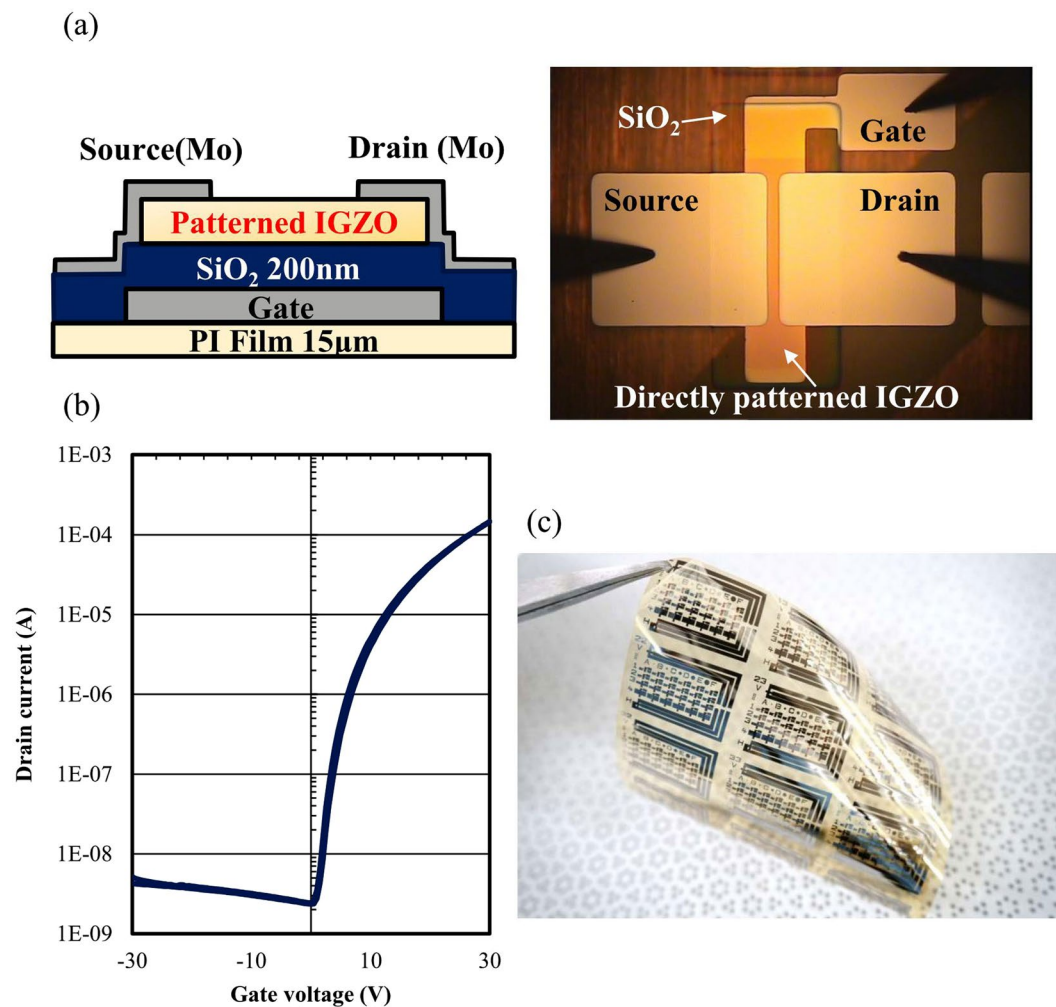 (a)
Source(Mo)
Drain (Mo)
Patterned IGZO
SiO₂ 200nm
Gate
PI Film 15μm
SiO₂
Gate
Source
Drain
Directly patterned IGZO
(b)
1E-03
1E-04
1E-05
1E-06
1E-07
1E-08
1E-09
-30
-10
10
30
Drain current (A)
Gate voltage (V)
(c)